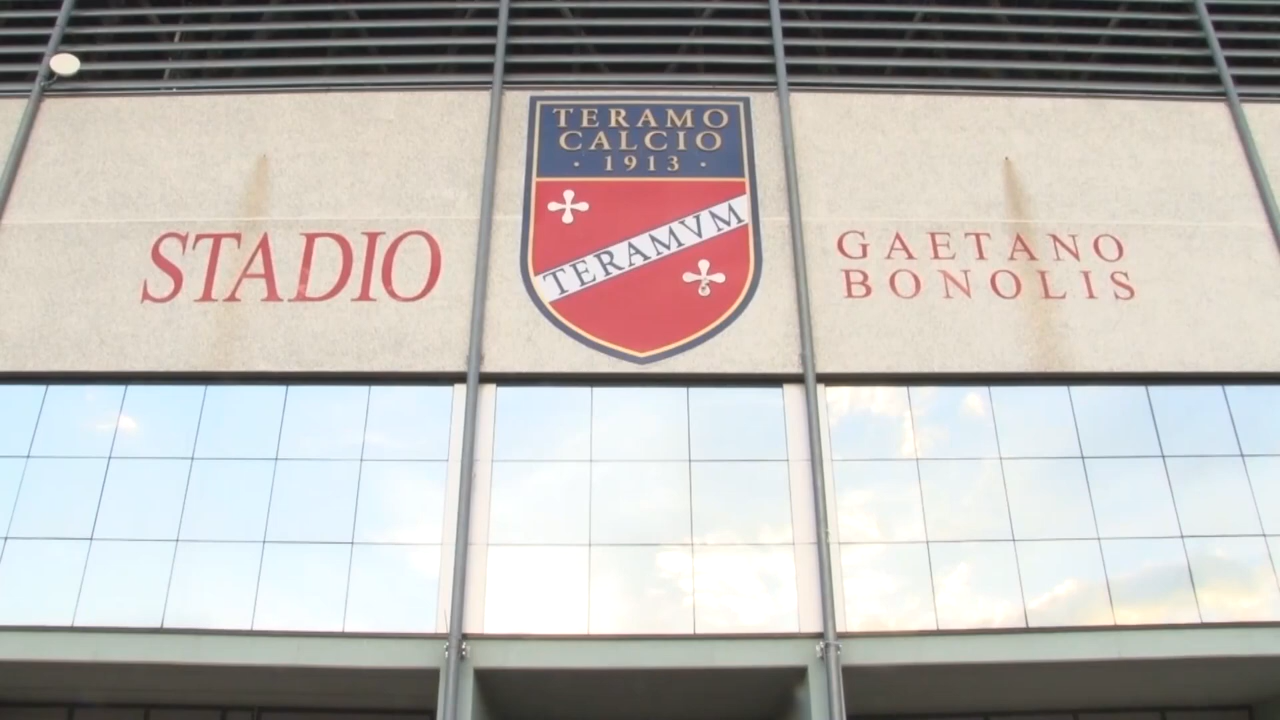 STADIO
TERAMO
CALCIO
· 1913 ·
TERAMVM
GAETANO
BONOLIS